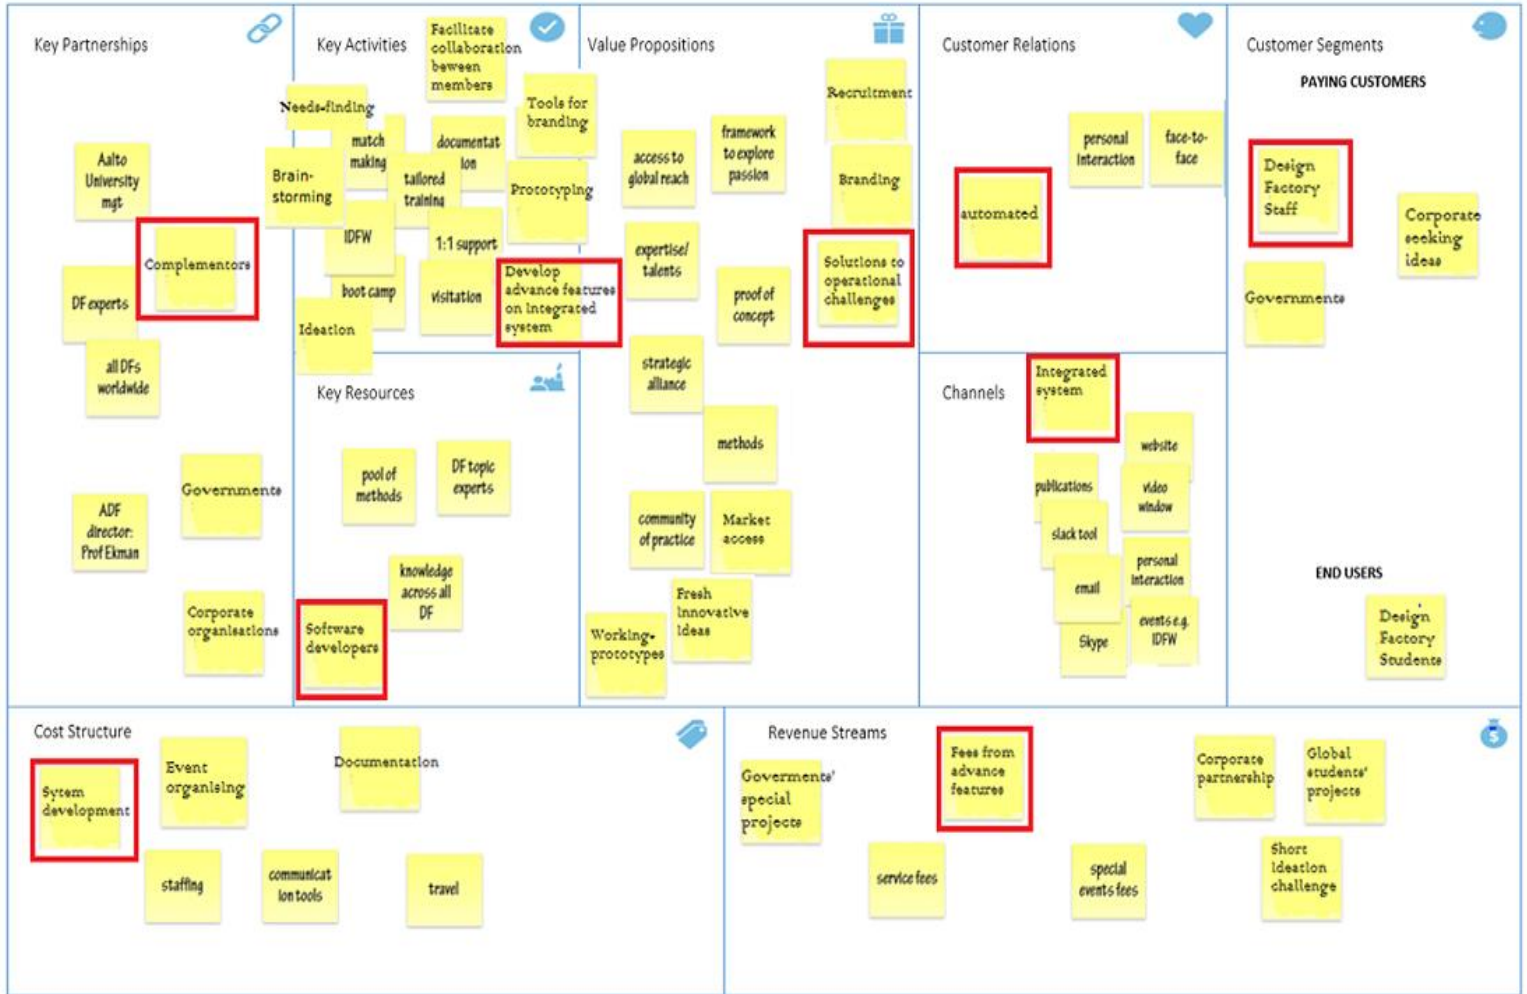 Key Partnerships
Aalto
University
mgt
Complementors
DF experts
all DFs
worldwide
Governments
ADF
director:
Prof Ekman
Corporate
organisations
Key Activities
Facilitate
collaboration
beween
members
Needs-finding
match
making
documentat
ion
Tools for
branding
Brain-
storming
tailored
training
Prototyping
IDFW
1:1 support
boot camp
visitation
Develop
advance features
on integrated
system
Ideation
Key Resources
pool of
methods
DF topic
experts
knowledge
across all
DF
Software
developers
Value Propositions
Recruitment
access to
global reach
framework
to explore
passion
Branding
expertise/
talents
proof of
concept
Solutions to
operational
challenges
strategic
alliance
methods
community
of practice
Market
access
Fresh
innovative
ideas
Working-
prototypes
Customer Relations
personal
interaction
face-to-
face
automated
Channels
Integrated
system
website
publications
video
window
slack tool
personal
interaction
email
events e.g.
IDFW
Skype
Customer Segments
PAYING CUSTOMERS
Design
Factory
Staff
Corporate
seeking
ideas
Governments
END USERS
Design
Factory
Students
Cost Structure
Sytem
development
Event
organising
Documentation
staffing
communicat
ion tools
travel
Revenue Streams
Goverments'
special
projects
Fees from
advance
features
Corporate
partnership
Global
students'
projects
service fees
special
events fees
Short
ideation
challenge
$